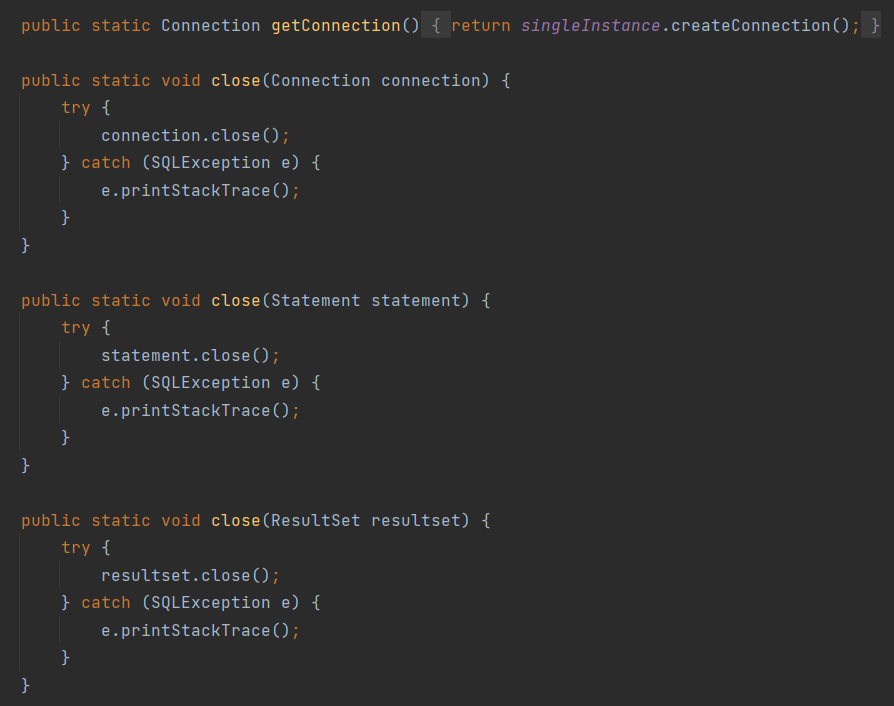 public static Connection getConnection() { return singleInstance.createConnection(); }
public static void close(Connection connection) {
try {
connection.close();
} catch (SQLException e) {
e.printStackTrace();
}
}
public static void close(Statement statement) {
try {
statement.close();
} catch (SQLException e) {
e.printStackTrace();
}
}
public static void close(ResultSet resultset) {
try {
resultset.close();
} catch (SQLException e) {
e.printStackTrace();
}
}